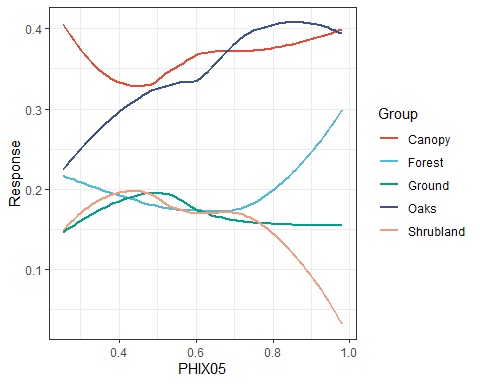 0.4
0.3
0.2
0.1
Response
0.4
0.6
0.8
1.0
PHIX05
Group
Canopy
Forest
Ground
Oaks
Shrubland